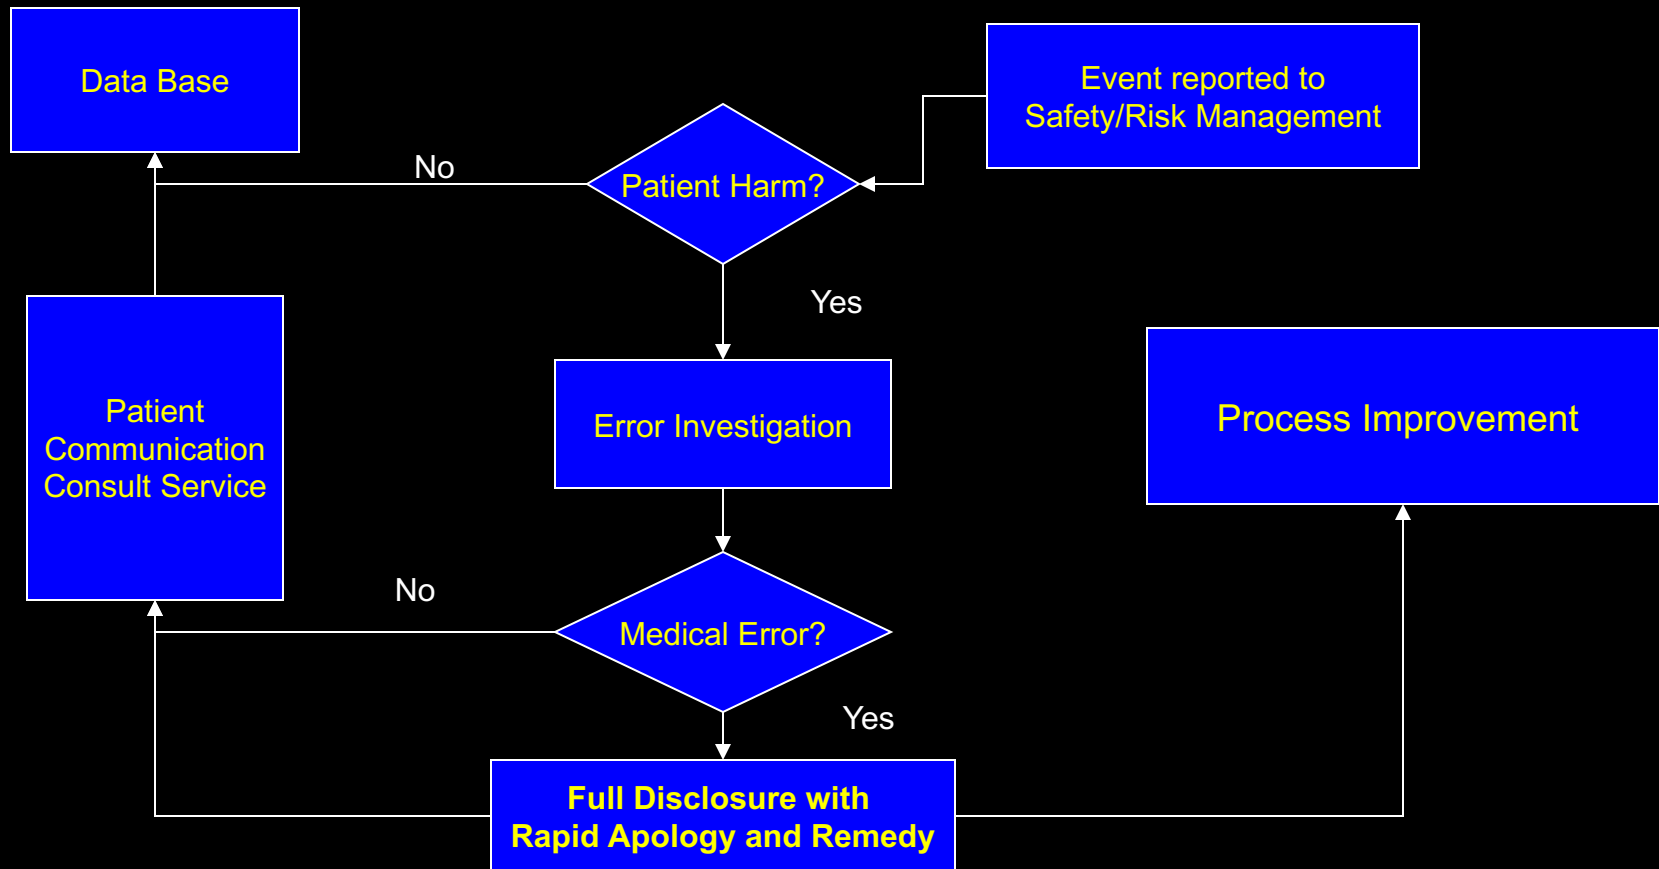 Data Base
Event reported to
Safety/Risk Management
No
Patient Harm?
Yes
Patient
Communication
Consult Service
Error Investigation
Process Improvement
No
Medical Error?
Yes
Full Disclosure with
Rapid Apology and Remedy